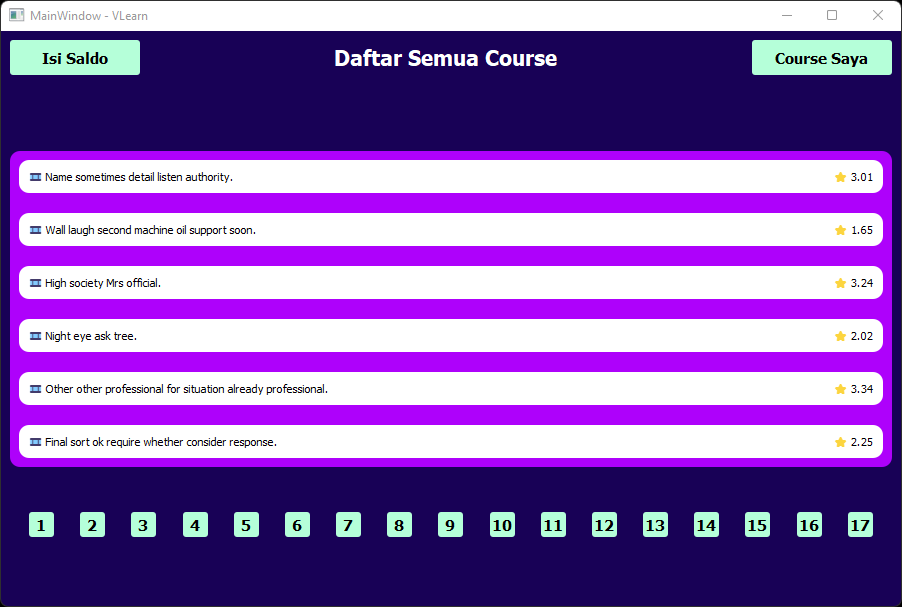 MainWindow - VLearn
Isi Saldo
Daftar Semua Course
Course Saya
Name sometimes detail listen authority. 3.01
Wall laugh second machine oil support soon. 1.65
High society Mrs official. 3.24
Night eye ask tree. 2.02
Other other professional for situation already professional. 3.34
Final sort ok require whether consider response. 2.25
1 2 3 4 5 6 7 8 9 10 11 12 13 14 15 16 17